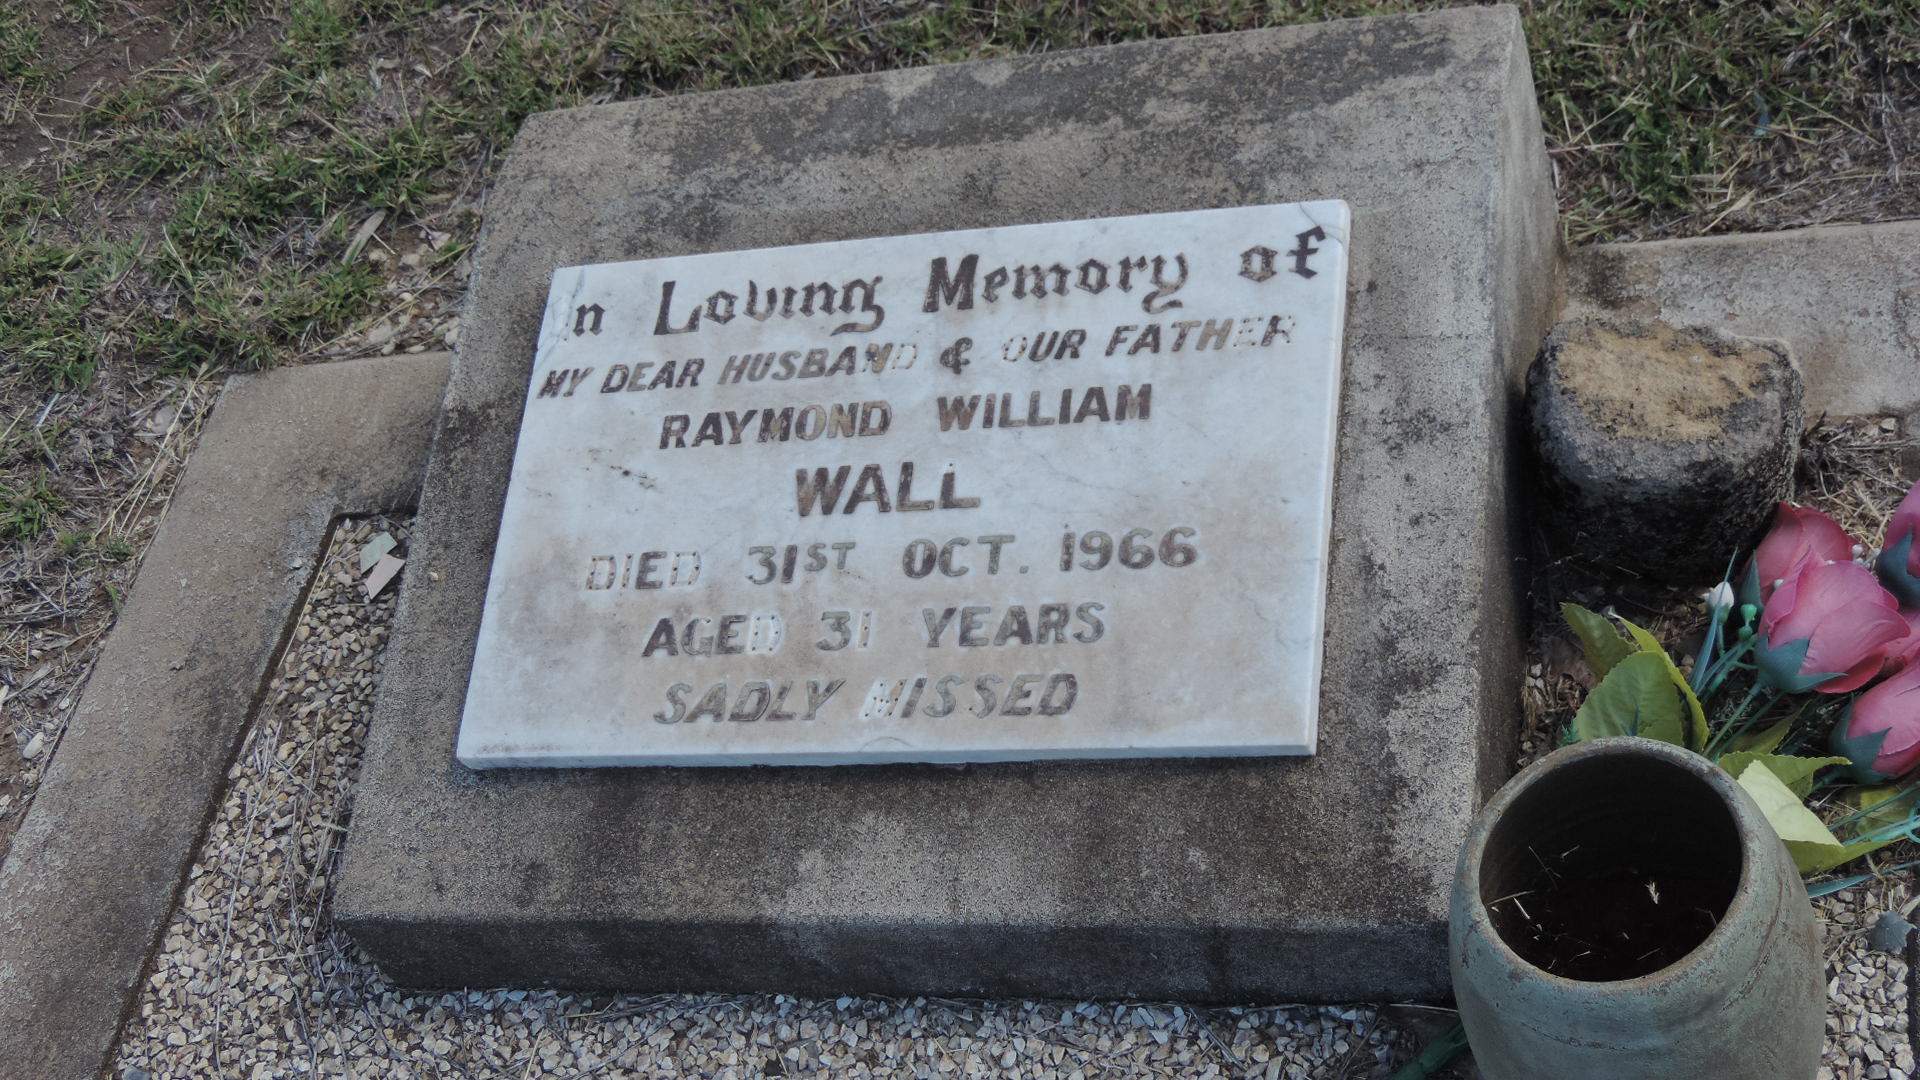 In Loving Memory of
MY DEAR HUSBAND & OUR FATHER
RAYMOND WILLIAM
WALL
DIED 31ST OCT. 1966
AGED 31 YEARS
SADLY MISSED